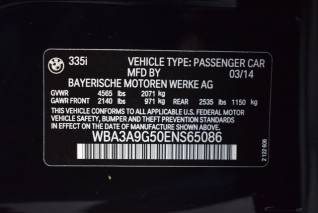 335i VEHICLE TYPE: PASSENGER CAR
03/14
BAYERISCHE MOTOREN WERKE AG
GVWR 4565 lbs 2071 kg
GAWR FRONT 2140 lbs 971 kg REAR 2535 lbs 1150 kg
THIS VEHICLE CONFORMS TO ALL APPLICABLE U.S. FEDERAL MOTOR
VEHICLE SAFETY, BUMPER, AND THEFT PREVENTION STANDARDS
IN EFFECT ON THE DATE OF MANUFACTURE SHOWN ABOVE.
WBA3A9G50ENS65086